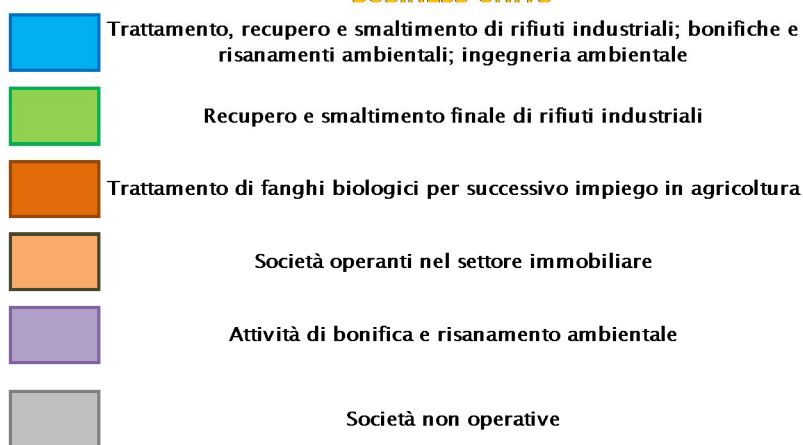 Trattamento, recupero e smaltimento di rifiuti industriali; bonifiche e
risanamenti ambientali; ingegneria ambientale
Recupero e smaltimento finale di rifiuti industriali
Trattamento di fanghi biologici per successivo impiego in agricoltura
Società operanti nel settore immobiliare
Attività di bonifica e risanamento ambientale
Società non operative